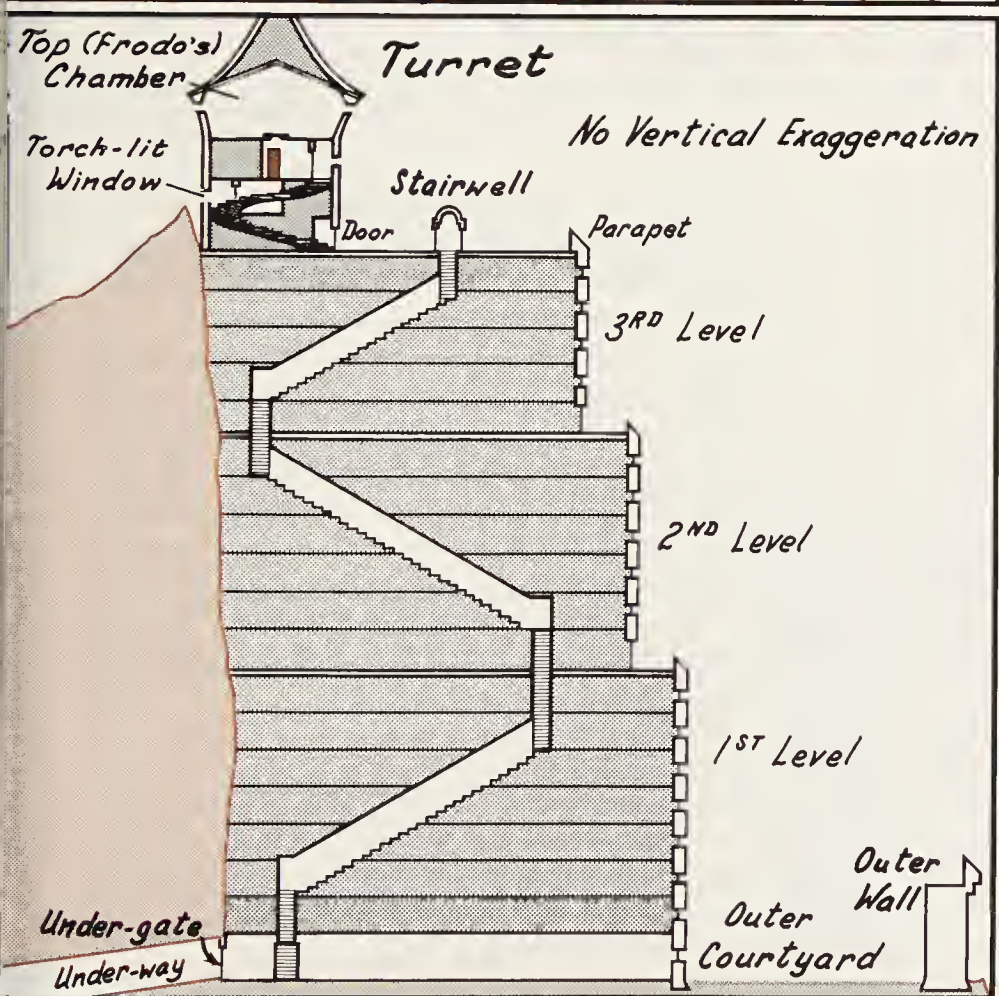 Top (Frodo's)
Chamber
Turret
No Vertical Exaggeration
Torch-lit
Window
Stairwell
Door
Parapet
3RD Level
2ND Level
1ST Level
Outer
Wall
Under-gate
Outer
Courtyard
Under-way